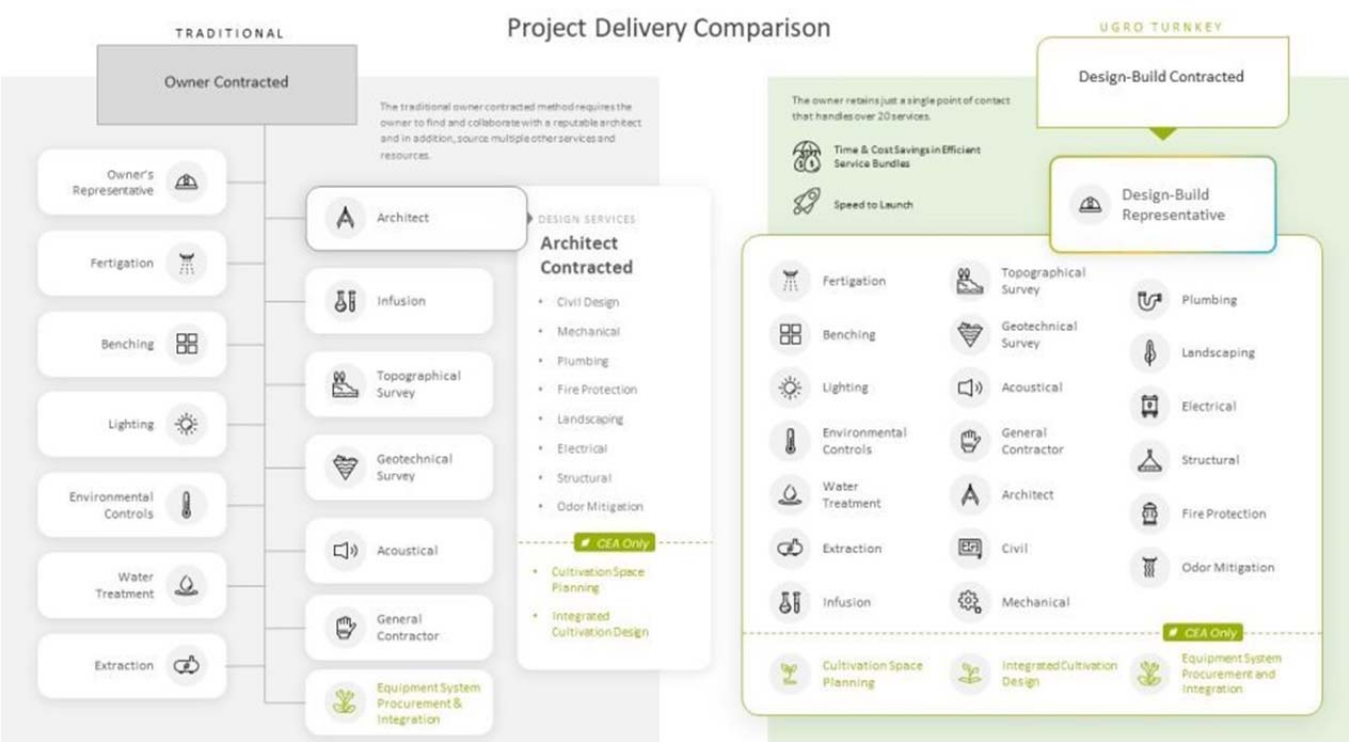 Project Delivery Comparison
TRADITIONAL
Owner Contracted
The traditional owner contracted method requires the
owner to find and collaborate with a reputable architect
and in addition, source multiple other services and
resources.
Owner's
Representative
Fertigation
Benching
Lighting
Environmental
Controls
Water
Treatment
Extraction
Architect
Infusion
Topographical
Survey
Geotechnical
Survey
Acoustical
General
Contractor
Equipment System
Procurement &
Integration
DESIGN SERVICES
Architect
Contracted
• Civil Design
• Mechanical
• Plumbing
• Fire Protection
• Landscaping
• Electrical
• Structural
• Odor Mitigation
CEA Only
• Cultivation Space
Planning
• Integrated
Cultivation Design
UGRO TURNKEY
Design-Build Contracted
The owner retains just a single point of contact
that handles over 20 services.
Time & Cost Savings in Efficient
Service Bundles
Speed to Launch
Design-Build
Representative
Fertigation
Benching
Lighting
Environmental
Controls
Water
Treatment
Extraction
Infusion
Topographical
Survey
Geotechnical
Survey
Acoustical
General
Contractor
Architect
Civil
Mechanical
Plumbing
Landscaping
Electrical
Structural
Fire Protection
Odor Mitigation
CEA Only
Cultivation Space
Planning
Integrated Cultivation
Design
Equipment System
Procurement and
Integration